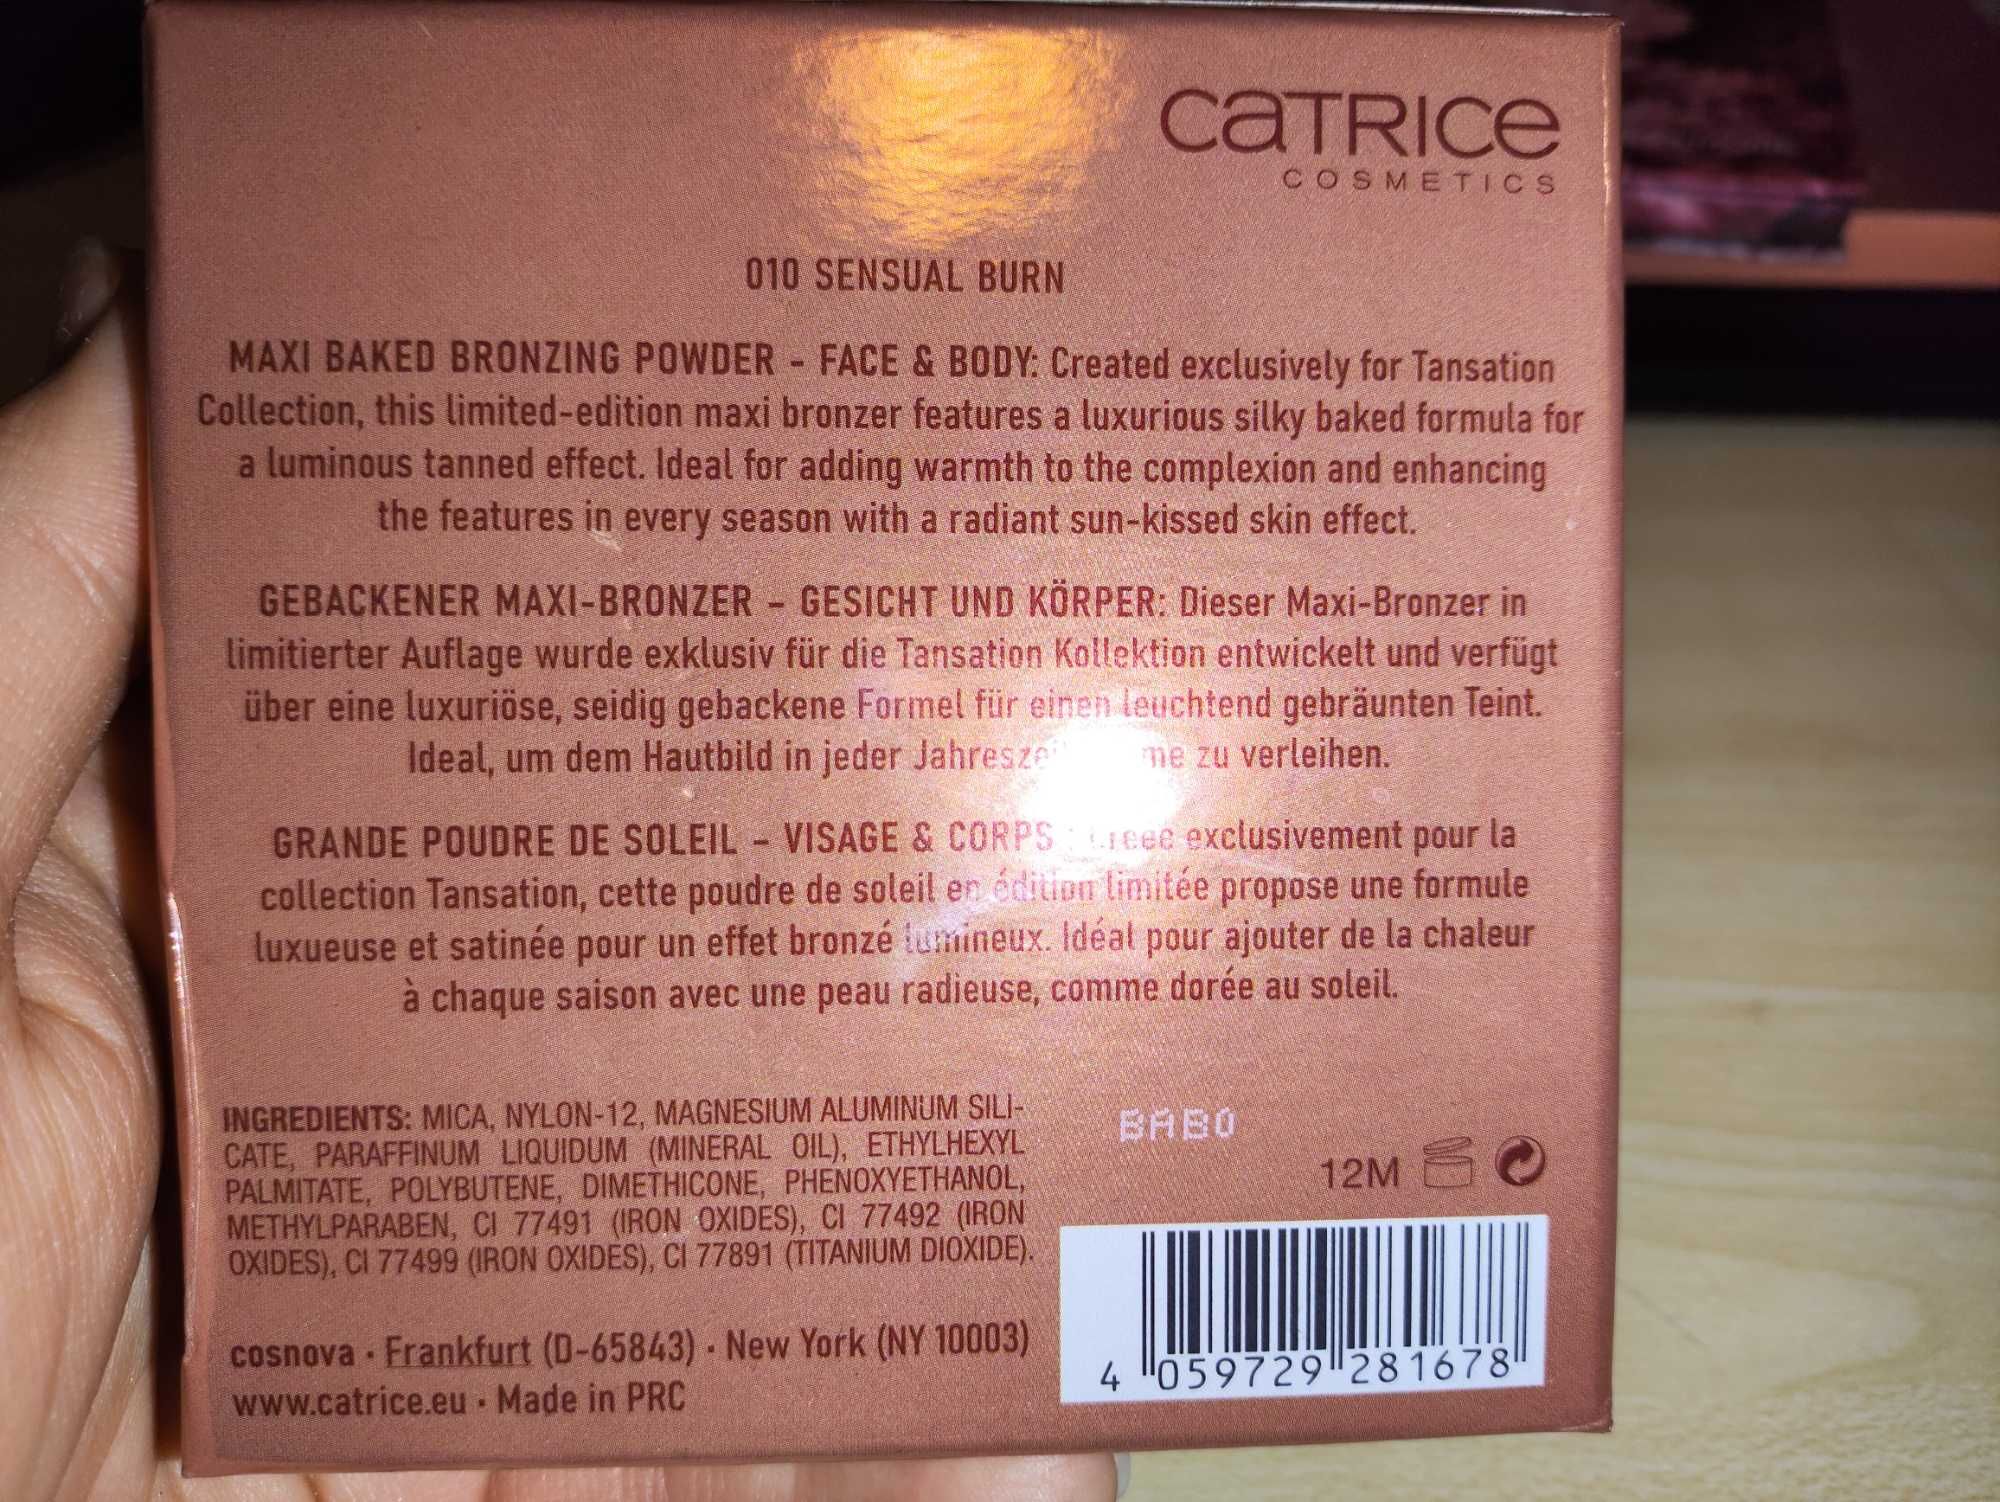 CATRICE
COSMETICS
010 SENSUAL BURN
MAXI BAKED BRONZING POWDER - FACE & BODY: Created exclusively for Tansation
Collection, this limited-edition maxi bronzer features a luxurious silky baked formula for
a luminous tanned effect. Ideal for adding warmth to the complexion and enhancing
the features in every season with a radiant sun-kissed skin effect.
GEBACKENER MAXI-BRONZER - GESICHT UND KÖRPER: Dieser Maxi-Bronzer in
limitierter Auflage wurde exklusiv für die Tansation Kollektion entwickelt und verfügt
über eine luxuriöse, seidig gebackene Formel für einen leuchtend gebräunten Teint.
Ideal, um dem Hautbild in jeder zu verleihen.
GRANDE POUDRE DE SOLEIL - VISAGE & CORPS : exclusivement pour la
collection Tansation, cette poudre de soleil en édition limitée propose une formule
luxueuse et satinée pour un effet bronzé lumineux. Idéal pour ajouter de la chaleur
à chaque saison avec une peau radieuse, comme dorée au soleil.
INGREDIENTS: MICA, NYLON-12, MAGNESIUM ALUMINUM SILI-
CATE, PARAFFINUM LIQUIDUM (MINERAL OIL), ETHYLHEXYL
PALMITATE, POLYBUTENE, DIMETHICONE, PHENOXYETHANOL,
METHYLPARABEN, CI 77491 (IRON OXIDES), CI 77492 (IRON
OXIDES), CI 77499 (IRON OXIDES), CI 77891 (TITANIUM DIOXIDE).
cosnova · Frankfurt (D-65843) · New York (NY 10003)
www.catrice.eu · Made in PRC
BAB0
12M
4 059729 281678